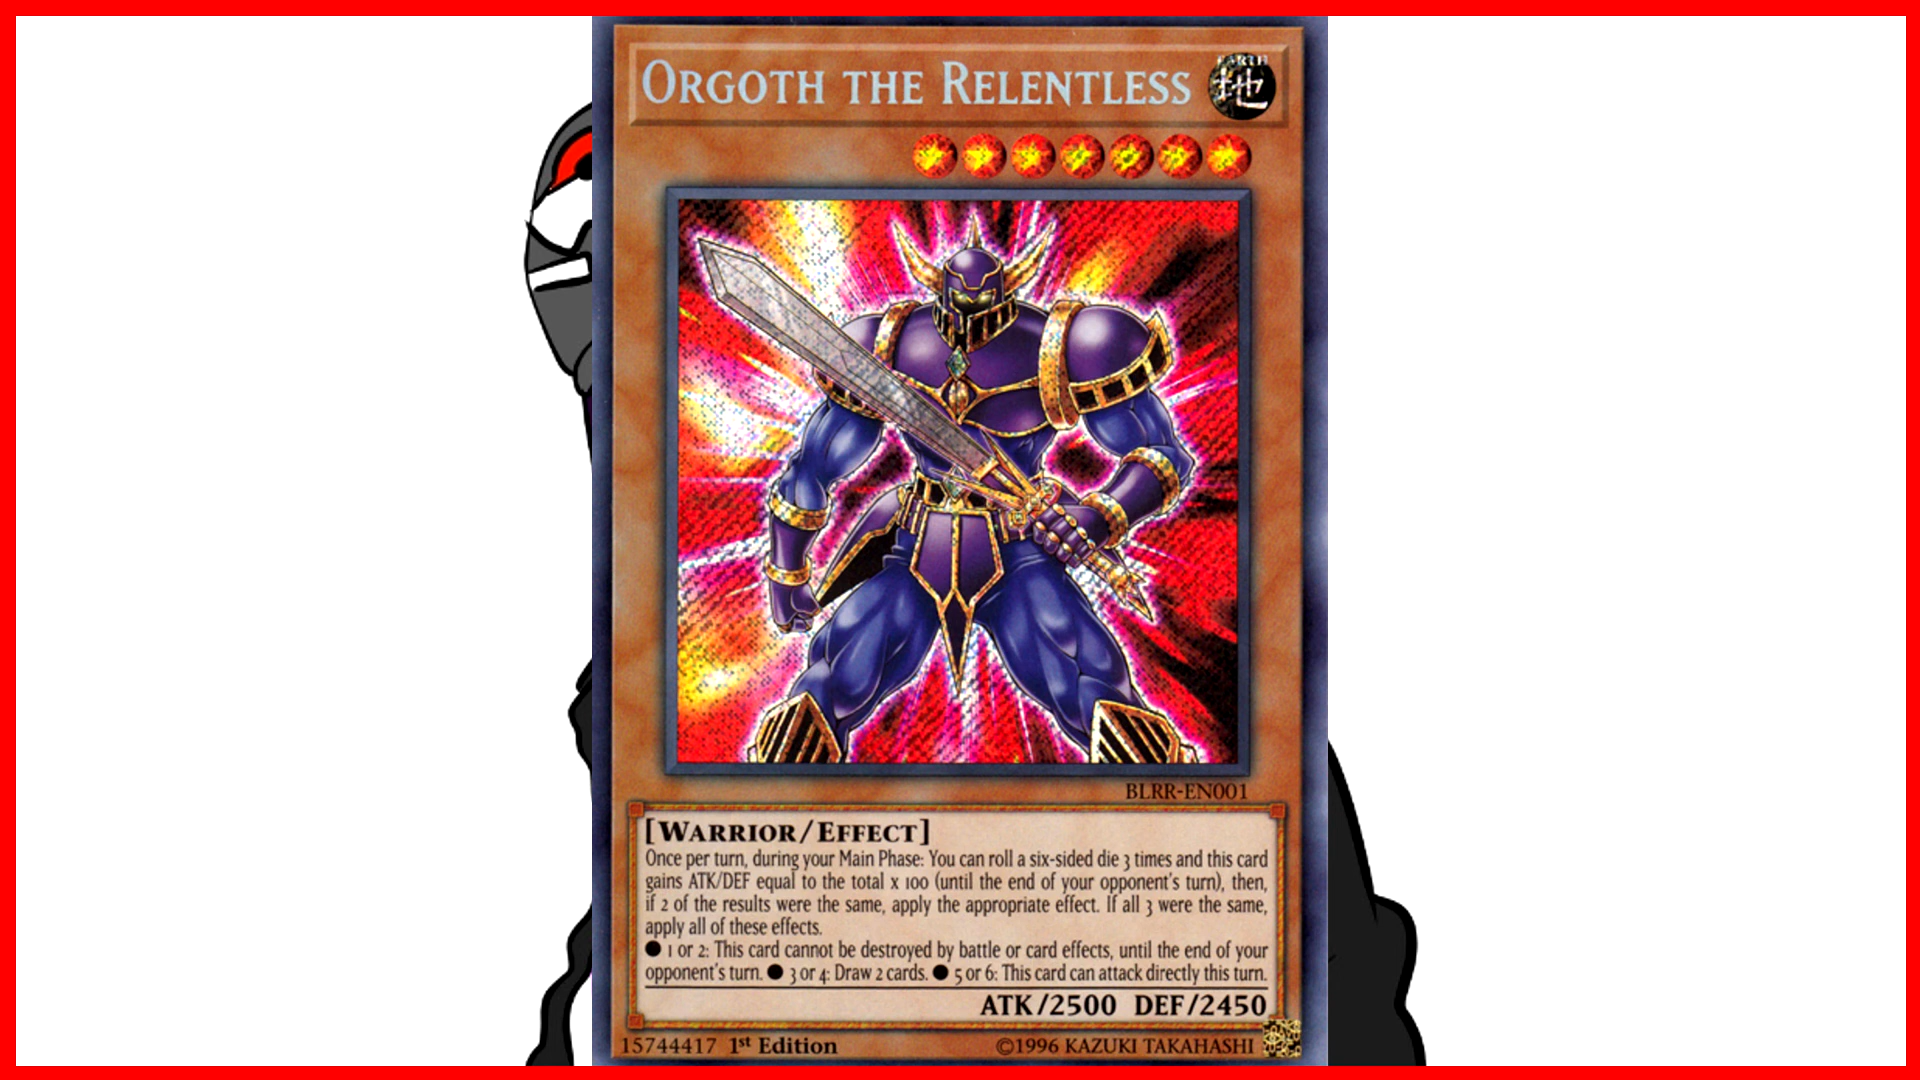 ORGOTH THE RELENTLESS
EARTH
地
BLRR-EN001
[WARRIOR/EFFECT]
Once per turn, during your Main Phase: You can roll a six-sided die 3 times and this card
gains ATK/DEF equal to the total x 100 (until the end of your opponent's turn), then,
if 2 of the results were the same, apply the appropriate effect. If all 3 were the same,
apply all of these effects.
● 1 or 2: This card cannot be destroyed by battle or card effects, until the end of your
opponent's turn. ● 3 or 4: Draw 2 cards. ● 5 or 6: This card can attack directly this turn.
ATK/2500 DEF/2450
15744417 1st Edition ©1996 KAZUKI TAKAHASHI